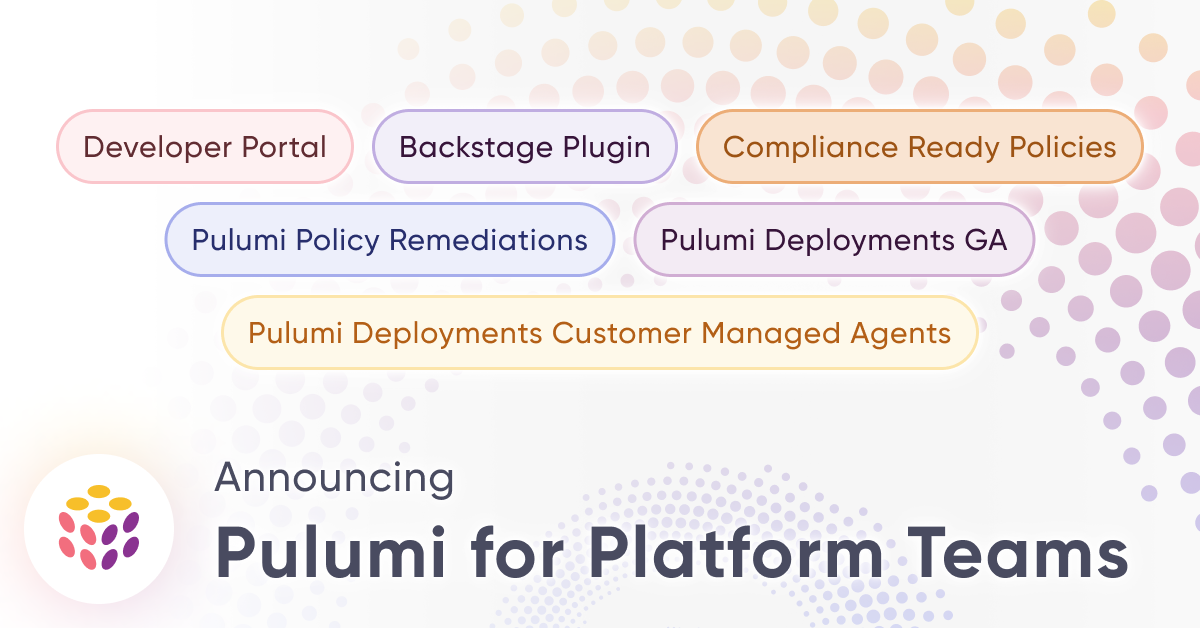 Developer Portal
Backstage Plugin
Compliance Ready Policies
Pulumi Policy Remediations
Pulumi Deployments GA
Pulumi Deployments Customer Managed Agents
Announcing
Pulumi for Platform Teams